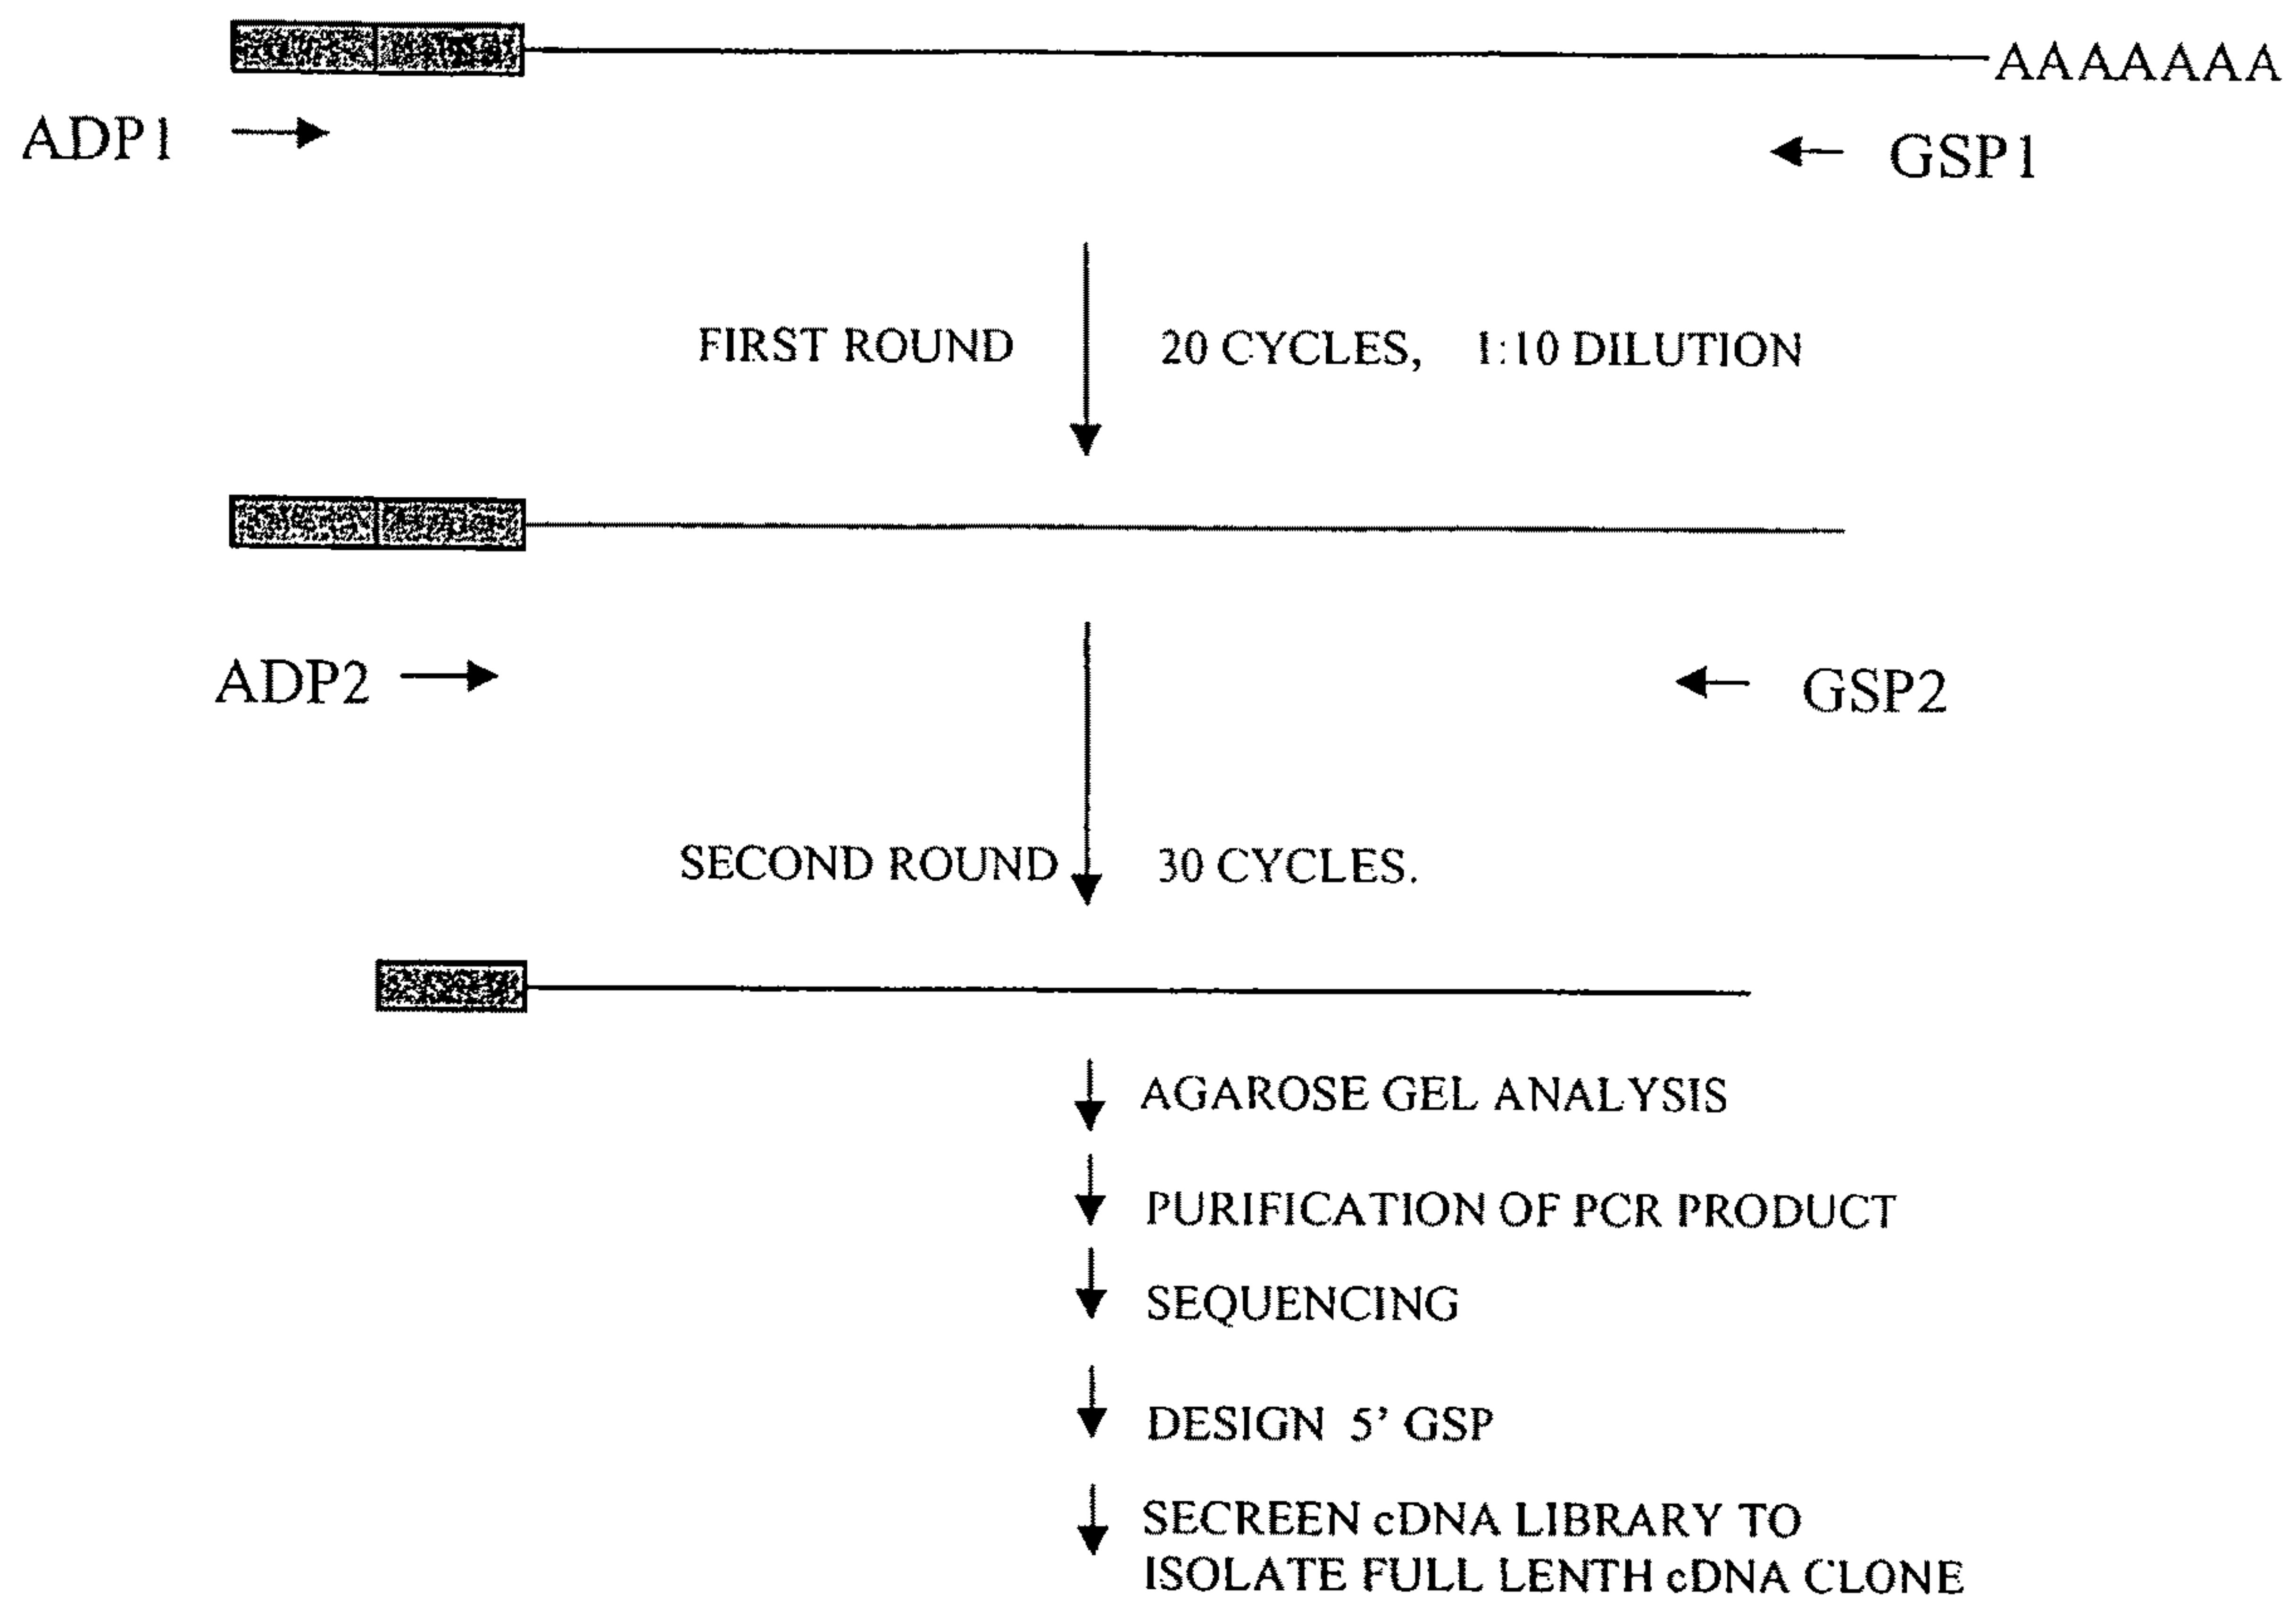 AAAAAAA
ADP1
GSP1
FIRST ROUND 20 CYCLES, 1:10 DILUTION
ADP2
GSP2
SECOND ROUND 30 CYCLES.
AGAROSE GEL ANALYSIS
PURIFICATION OF PCR PRODUCT
SEQUENCING
DESIGN 5' GSP
SECREEN cDNA LIBRARY TO
ISOLATE FULL LENTH cDNA CLONE